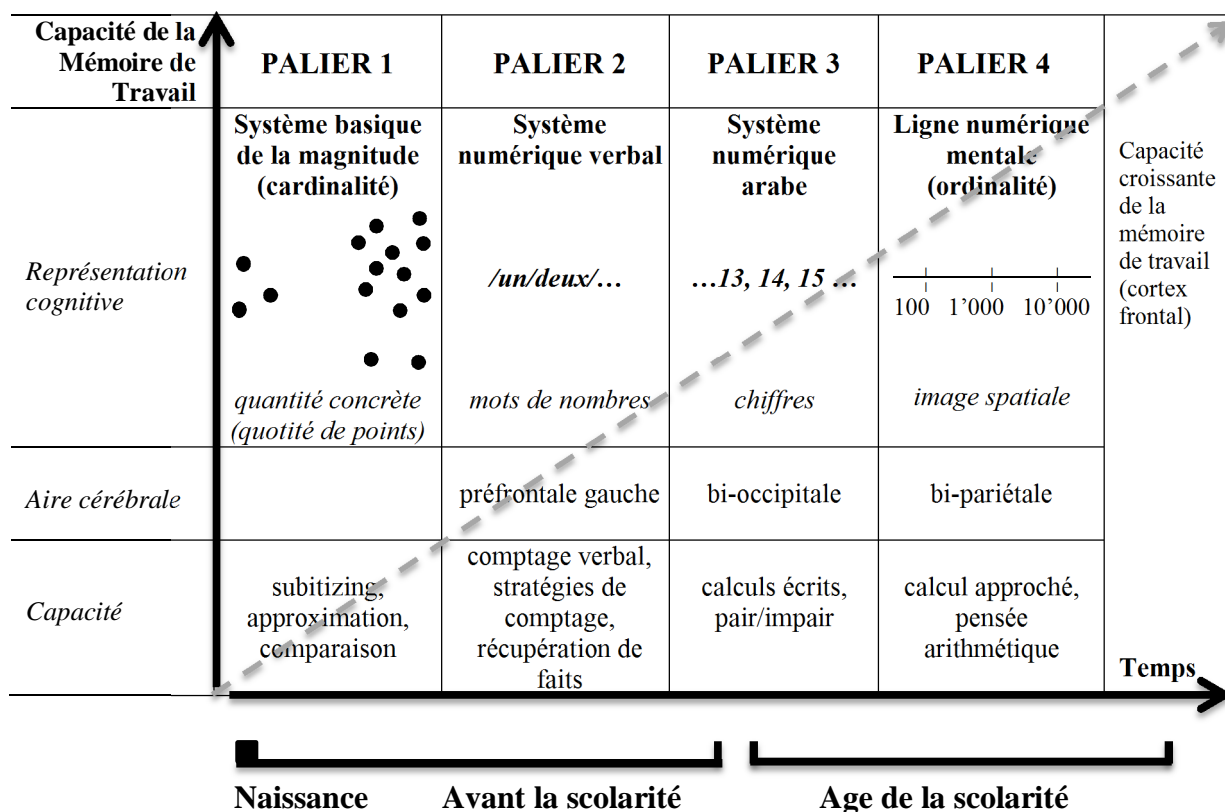 Capacité de la
Mémoire de
Travail
PALIER 1
PALIER 2
PALIER 3
PALIER 4
Système basique
de la magnitude
(cardinalité)
Système
numérique verbal
Système
numérique
arabe
Ligne numérique
mentale
(ordinalité)
Capacité
croissante
de la
mémoire
de travail
(cortex
frontal)
Représentation
cognitive
/un/deux/…
…13, 14, 15 …
100 1’000 10’000
quantité concrète
(quotité de points)
mots de nombres
chiffres
image spatiale
Aire cérébrale
préfrontale gauche
bi-occipitale
bi-pariétale
Capacité
subitizing,
approximation,
comparaison
comptage verbal,
stratégies de
comptage,
récupération de
faits
calculs écrits,
pair/impair
calcul approché,
pensée
arithmétique
Temps
Naissance
Avant la scolarité
Age de la scolarité